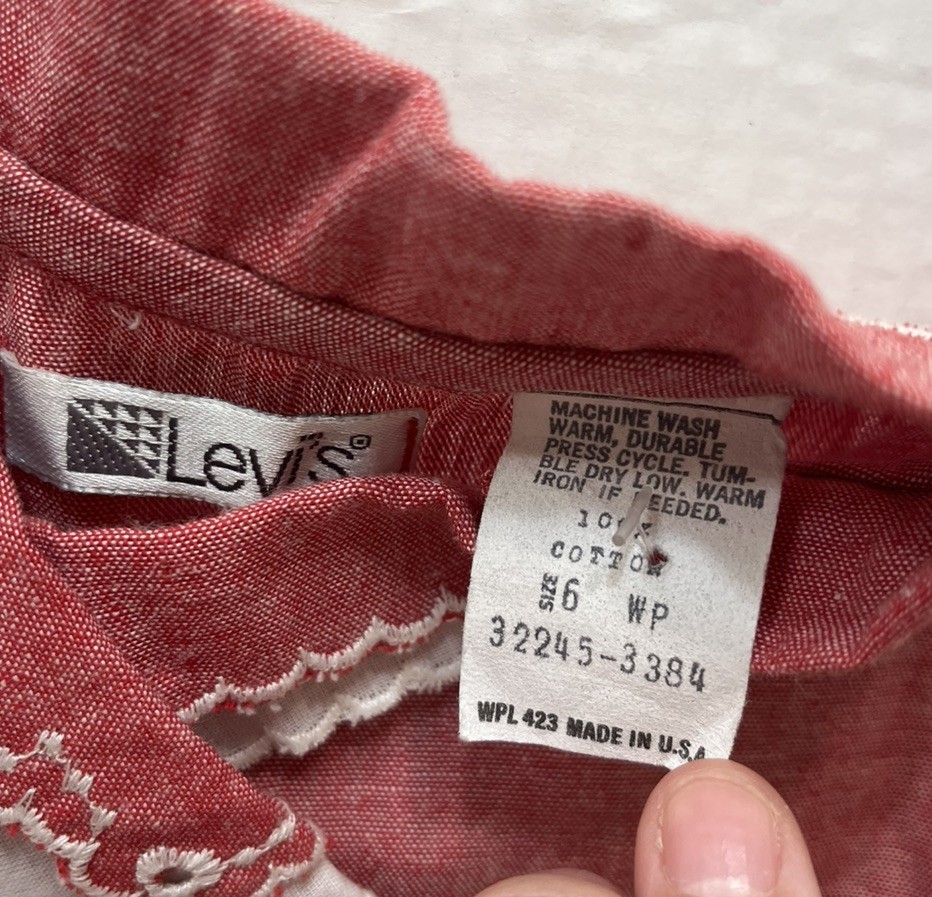 Levi's®
MACHINE WASH
WARM, DURABLE
PRESS CYCLE. TUM-
BLE DRY LOW. WARM
IRON IF NEEDED.
COTTON
SIZE 6 WP
32245-3384
WPL 423 MADE IN U.S.A